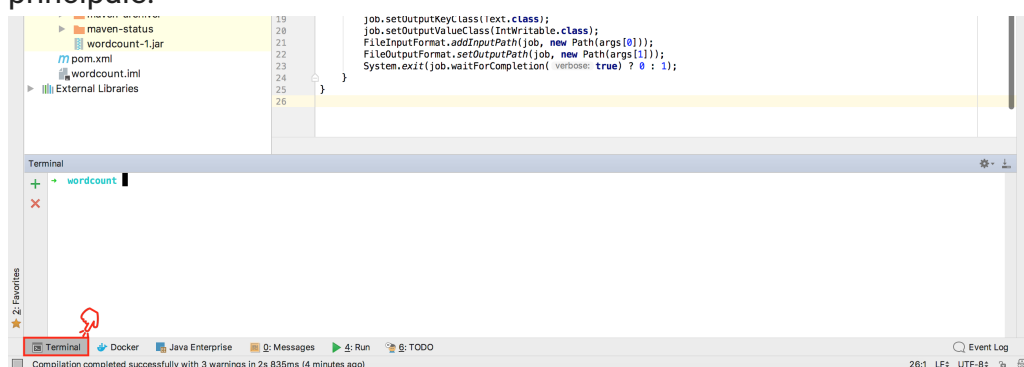 principale.
maven-archiver
maven-status
wordcount-1.jar
pom.xml
wordcount.iml
External Libraries
19 job.setOutputKeyClass(Text.class);
20 job.setOutputValueClass(IntWritable.class);
21 FileInputFormat.addInputPath(job, new Path(args[0]));
22 FileOutputFormat.setOutputPath(job, new Path(args[1]));
23 System.exit(job.waitForCompletion( verbose: true) ? 0 : 1);
24 }
25 }
26
Terminal
→ wordcount
2: Favorites
Terminal Docker Java Enterprise 0: Messages 4: Run 6: TODO Event Log
Compilation completed successfully with 3 warnings in 2s 835ms (4 minutes ago) 26:1 LF÷ UTF-8÷